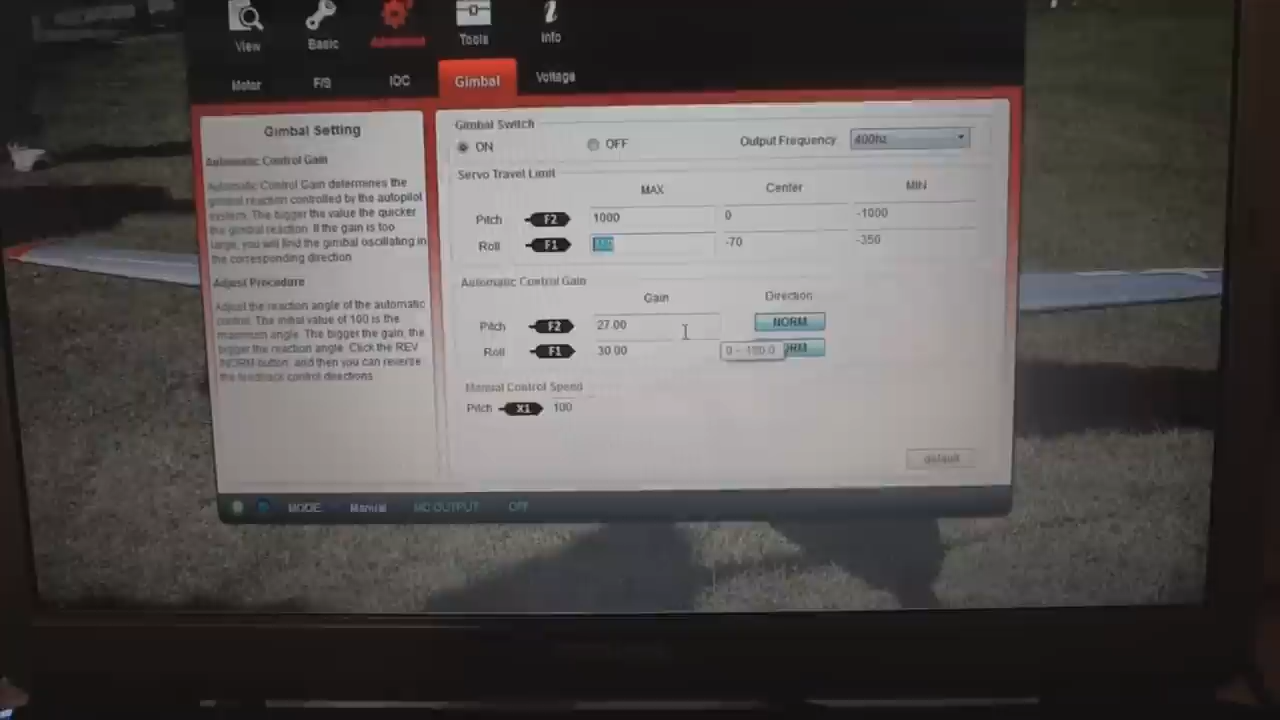 View Basic Advanced Tools Info
Motor F/S IOC Gimbal Voltage
Gimbal Setting
Automatic Control Gain
Automatic Control Gain determines the
gimbal reaction controlled by the autopilot
system. The bigger the value the quicker
the gimbal reaction. If the gain is too
large, you will find the gimbal oscillating in
the corresponding direction
Adjust Procedure
Adjust the reaction angle of the automatic
control. The initial value of 100 is the
maximum angle. The bigger the gain, the
bigger the reaction angle. Click the REV
/NORM button, and then you can reverse
the feedback control directions
Gimbal Switch
ON OFF Output Frequency 400hz
Servo Travel Limit
MAX Center MIN
Pitch F2 1000 0 -1000
Roll F1 -70 -350
Automatic Control Gain
Gain Direction
Pitch F2 27.00 NORM
Roll F1 30.00 0 ~ 100.0 ORM
Manual Control Speed
Pitch X1 100
default
MODE: Manual MC OUTPUT OFF